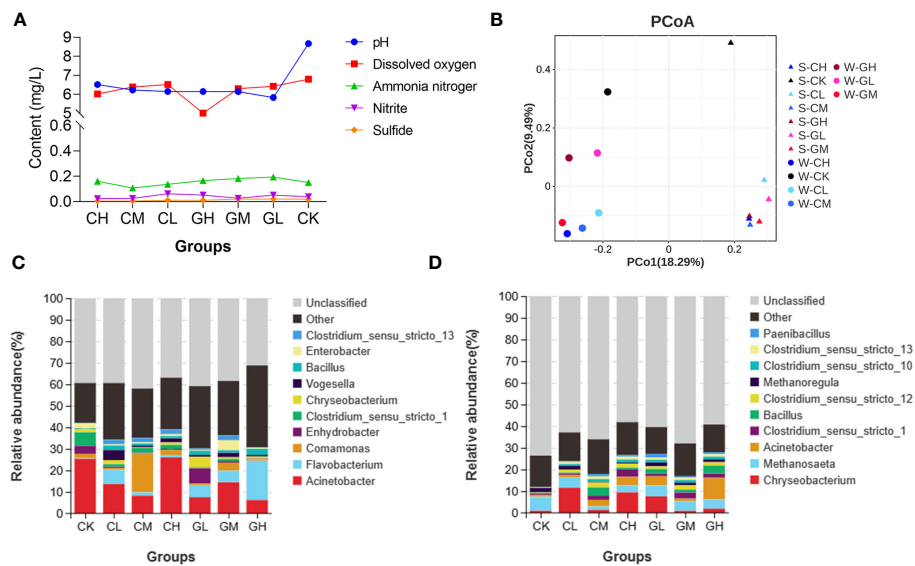 A
9
8
7
6
5
0.6
0.4
0.2
0.0
Content (mg/L)
CH CM CL GH GM GL CK
Groups
pH
Dissolved oxygen
Ammonia nitroger
Nitrite
Sulfide
B
PCoA
0.4
0.2
0
PCo2(9.49%)
-0.2 0 0.2
PCo1(18.29%)
S-CH
S-CK
S-CL
S-CM
S-GH
S-GL
S-GM
W-CH
W-CK
W-CL
W-CM
W-GH
W-GL
W-GM
C
100
90
80
70
60
50
40
30
20
10
0
Relative abundance(%)
CK CL CM CH GL GM GH
Groups
Unclassified
Other
Clostridium_sensu_stricto_13
Enterobacter
Bacillus
Vogesella
Chryseobacterium
Clostridium_sensu_stricto_1
Enhydrobacter
Comamonas
Flavobacterium
Acinetobacter
D
100
90
80
70
60
50
40
30
20
10
0
Relative abundance(%)
CK CL CM CH GL GM GH
Groups
Unclassified
Other
Paenibacillus
Clostridium_sensu_stricto_13
Clostridium_sensu_stricto_10
Methanoregula
Clostridium_sensu_stricto_12
Bacillus
Clostridium_sensu_stricto_1
Acinetobacter
Methanosaeta
Chryseobacterium